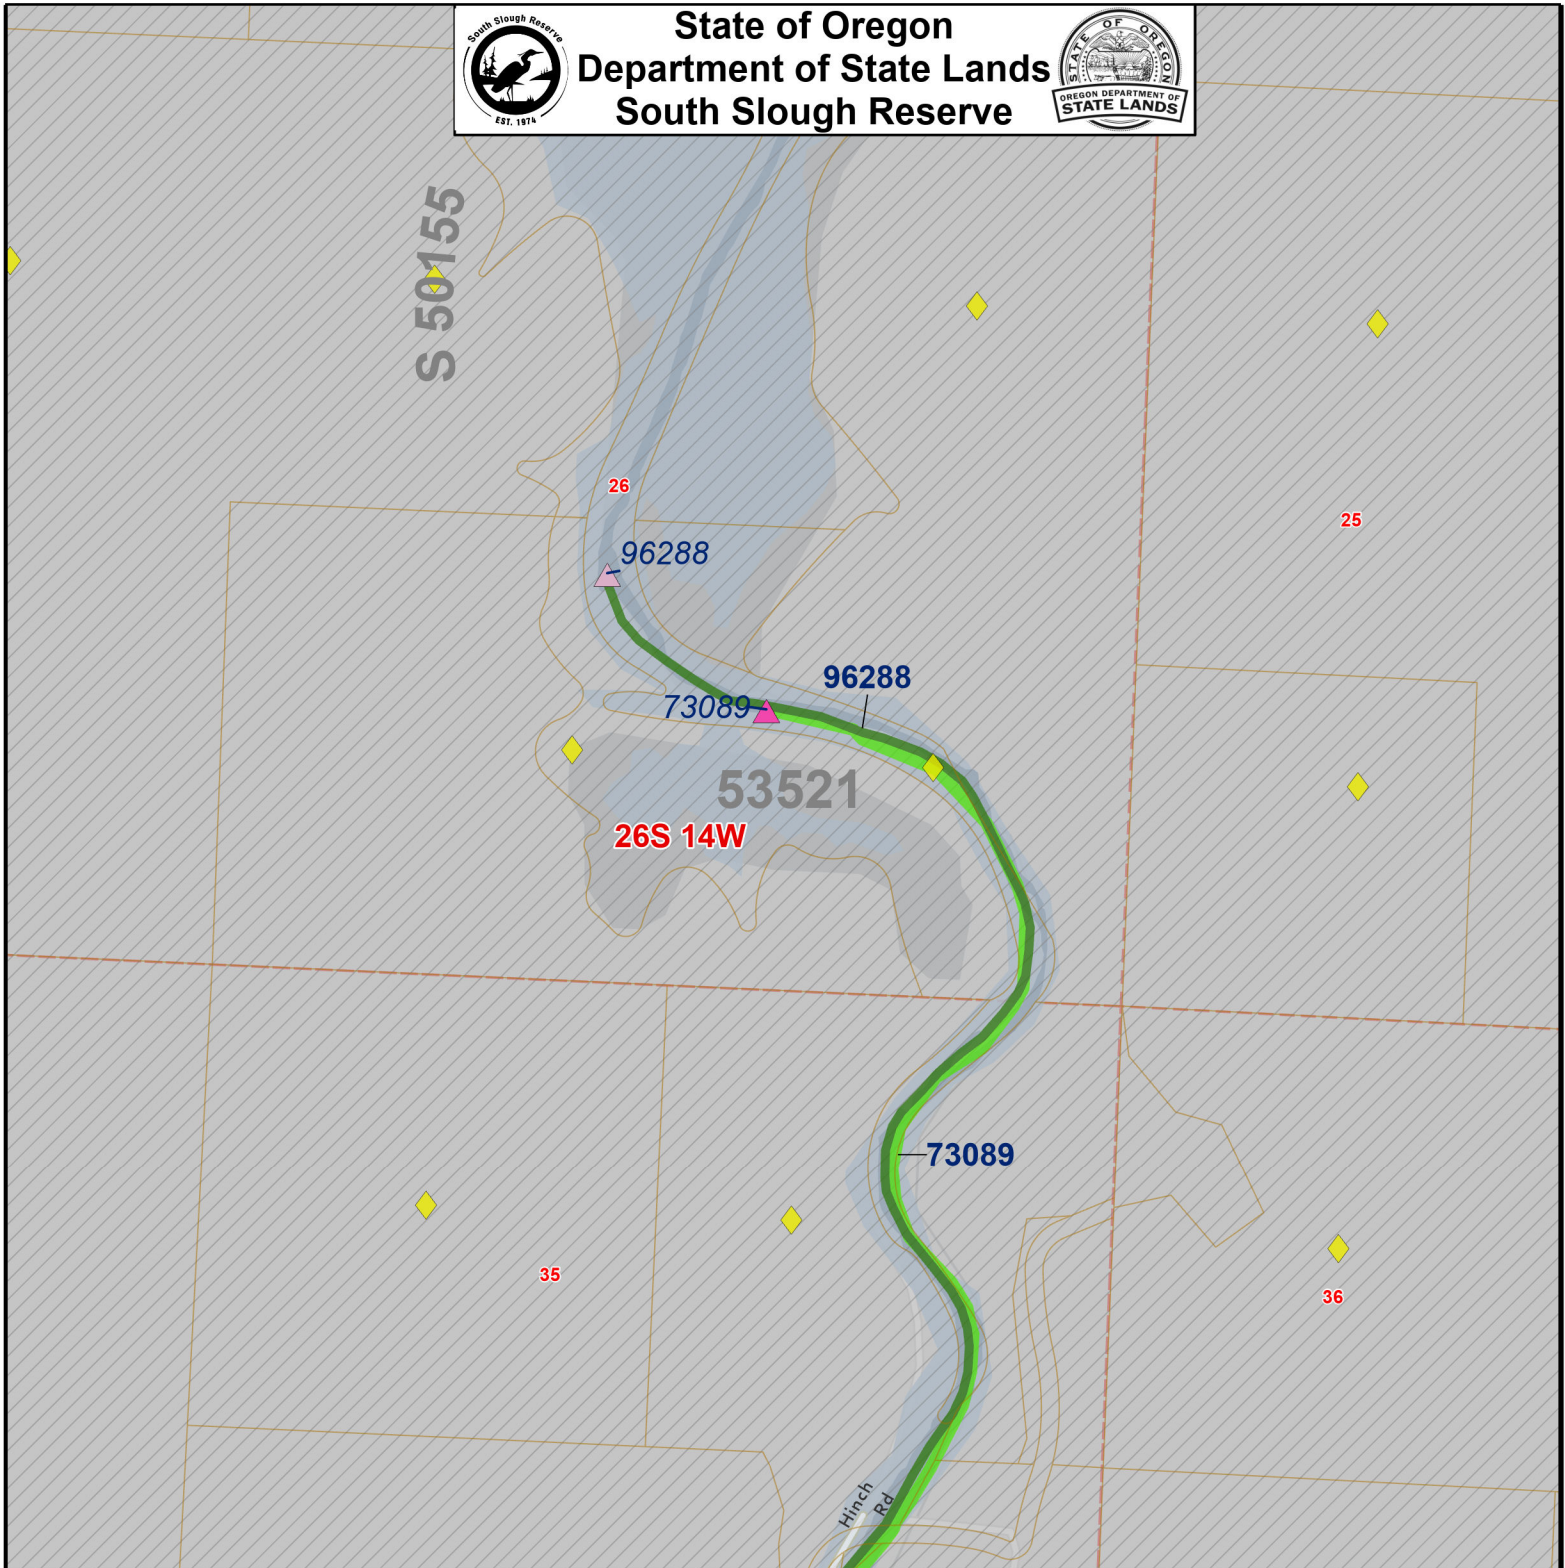 South Slough Reserve
EST. 1974
State of Oregon
Department of State Lands
South Slough Reserve
STATE OF OREGON
OREGON DEPARTMENT OF
STATE LANDS
S 50155
26
25
96288
96288
73089
53521
26S 14W
73089
35
36
Hinch
Rd